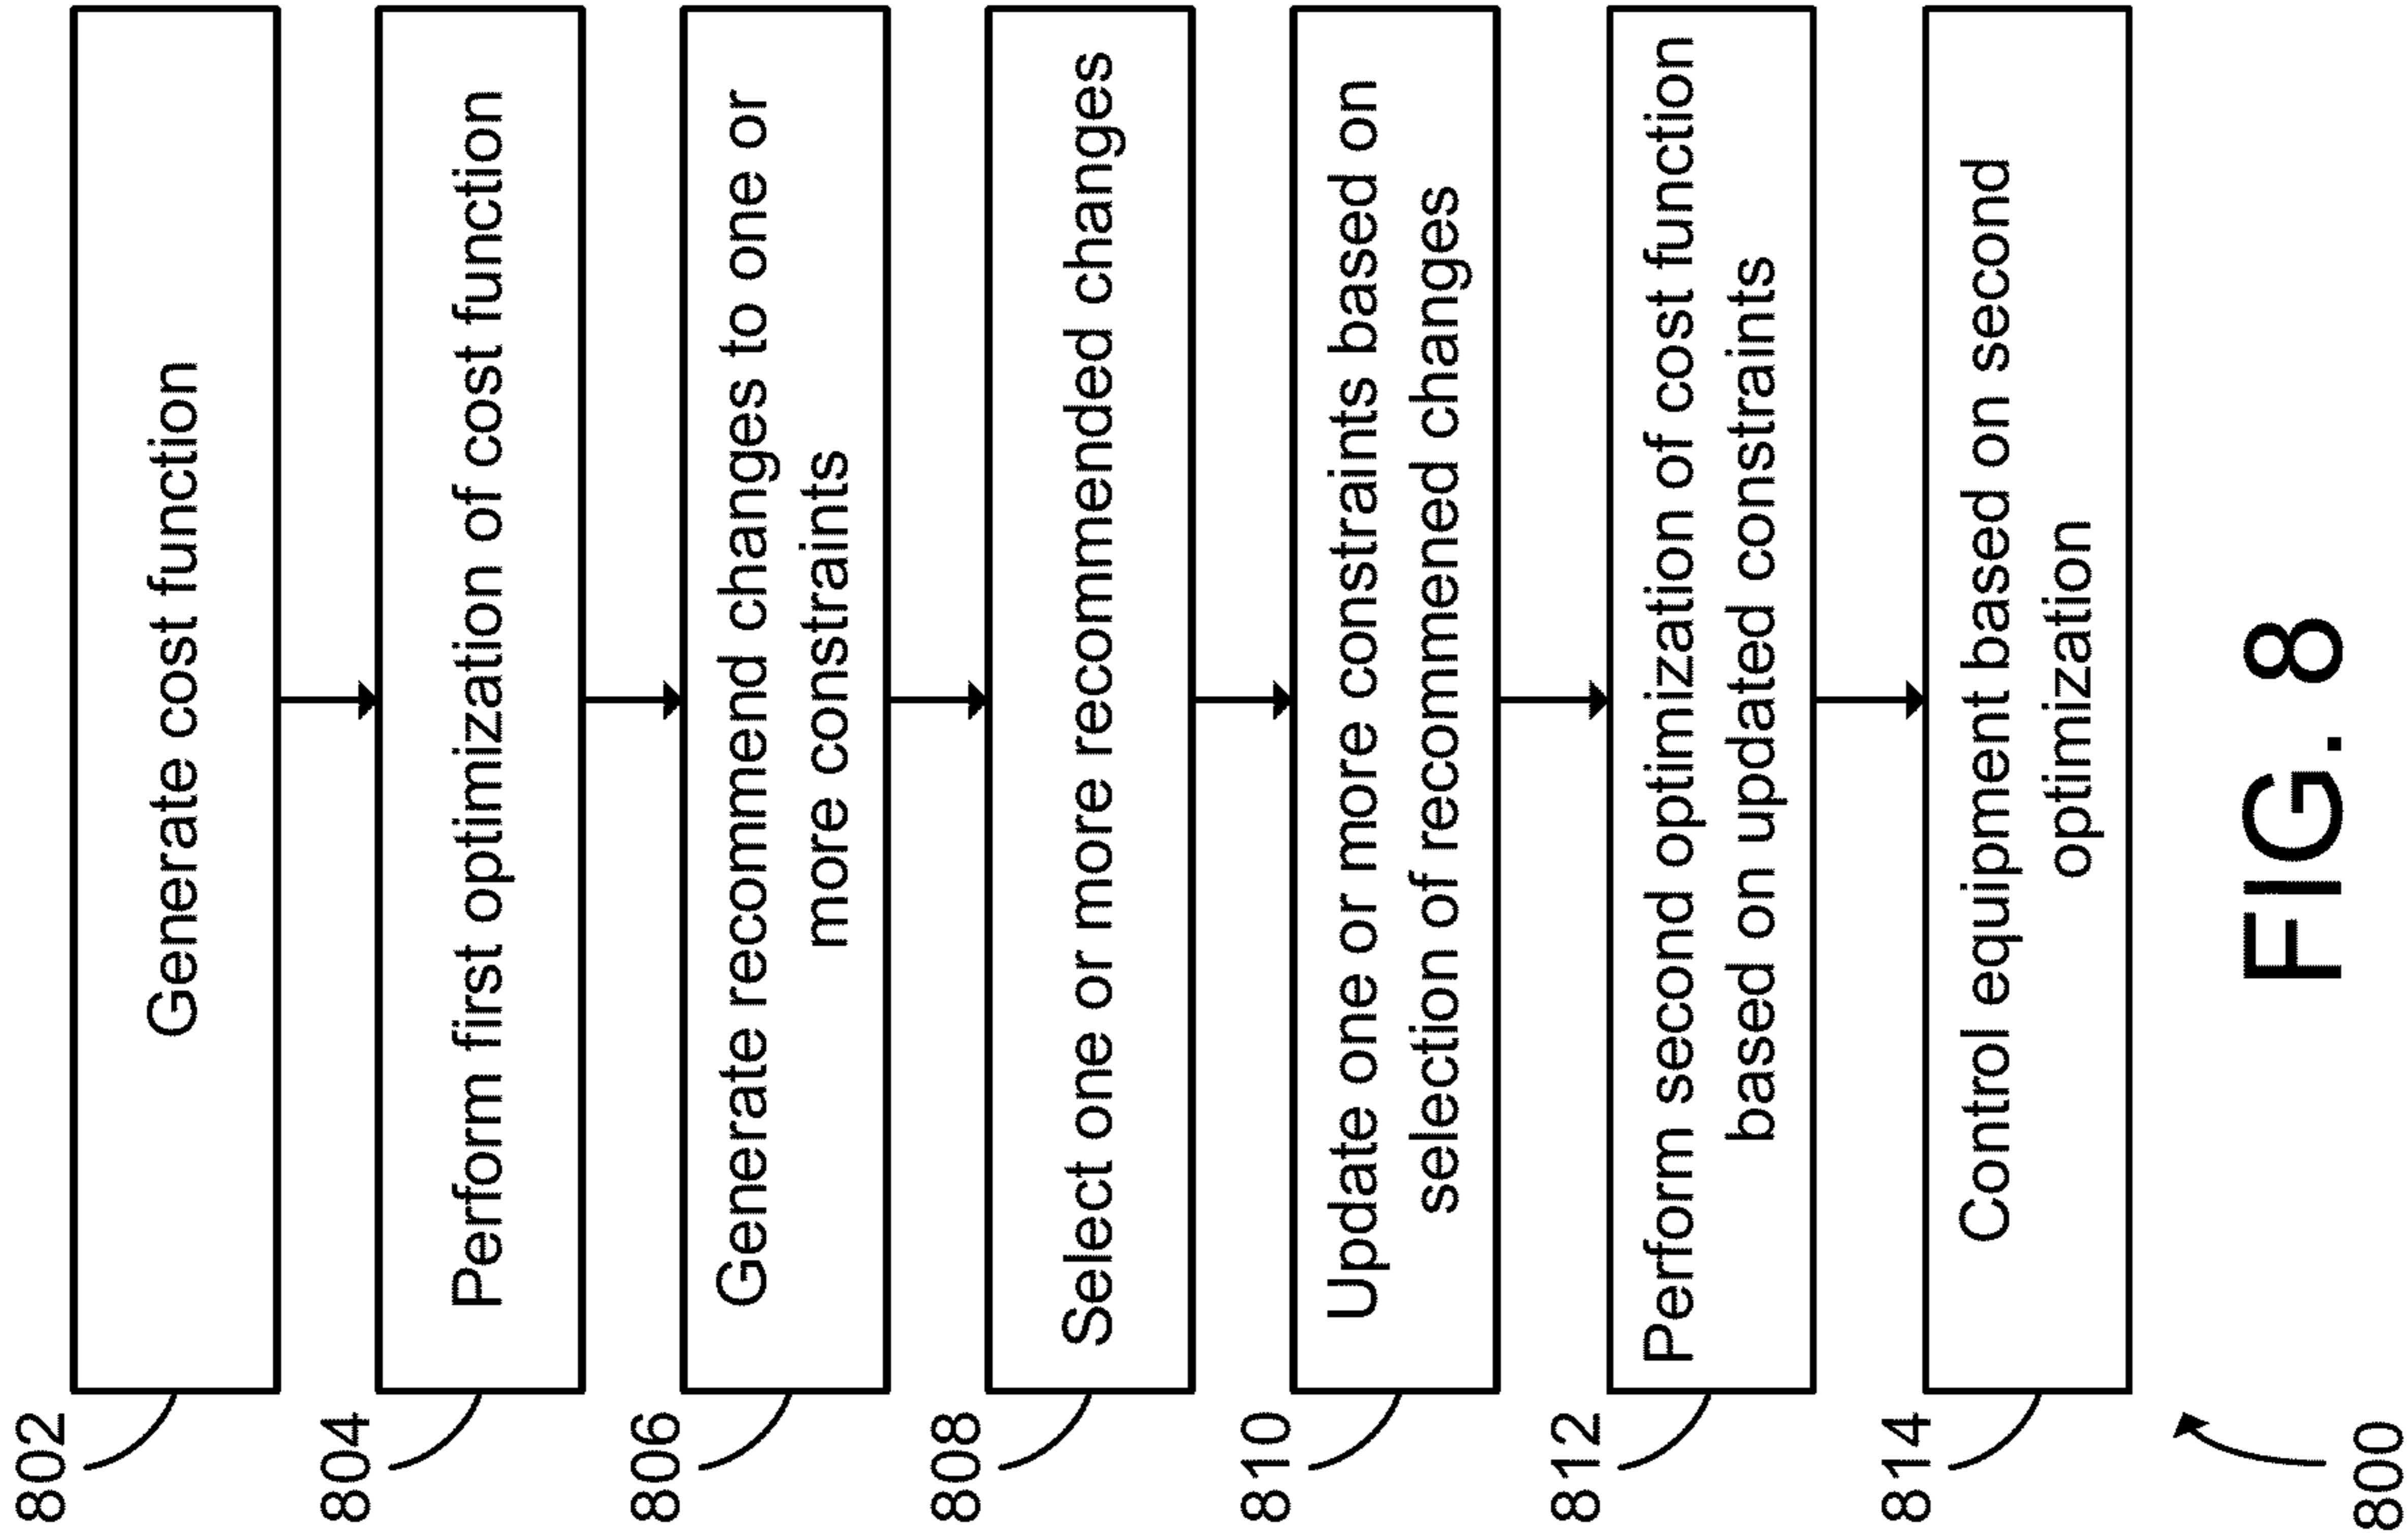 802
Generate cost function
804
Perform first optimization of cost function
806
Generate recommend changes to one or
more constraints
808
Select one or more recommended changes
810
Update one or more constraints based on
selection of recommened changes
812
Perform second optimization of cost function
based on updated constraints
814
Control equipment based on second
optimization
800
FIG. 8